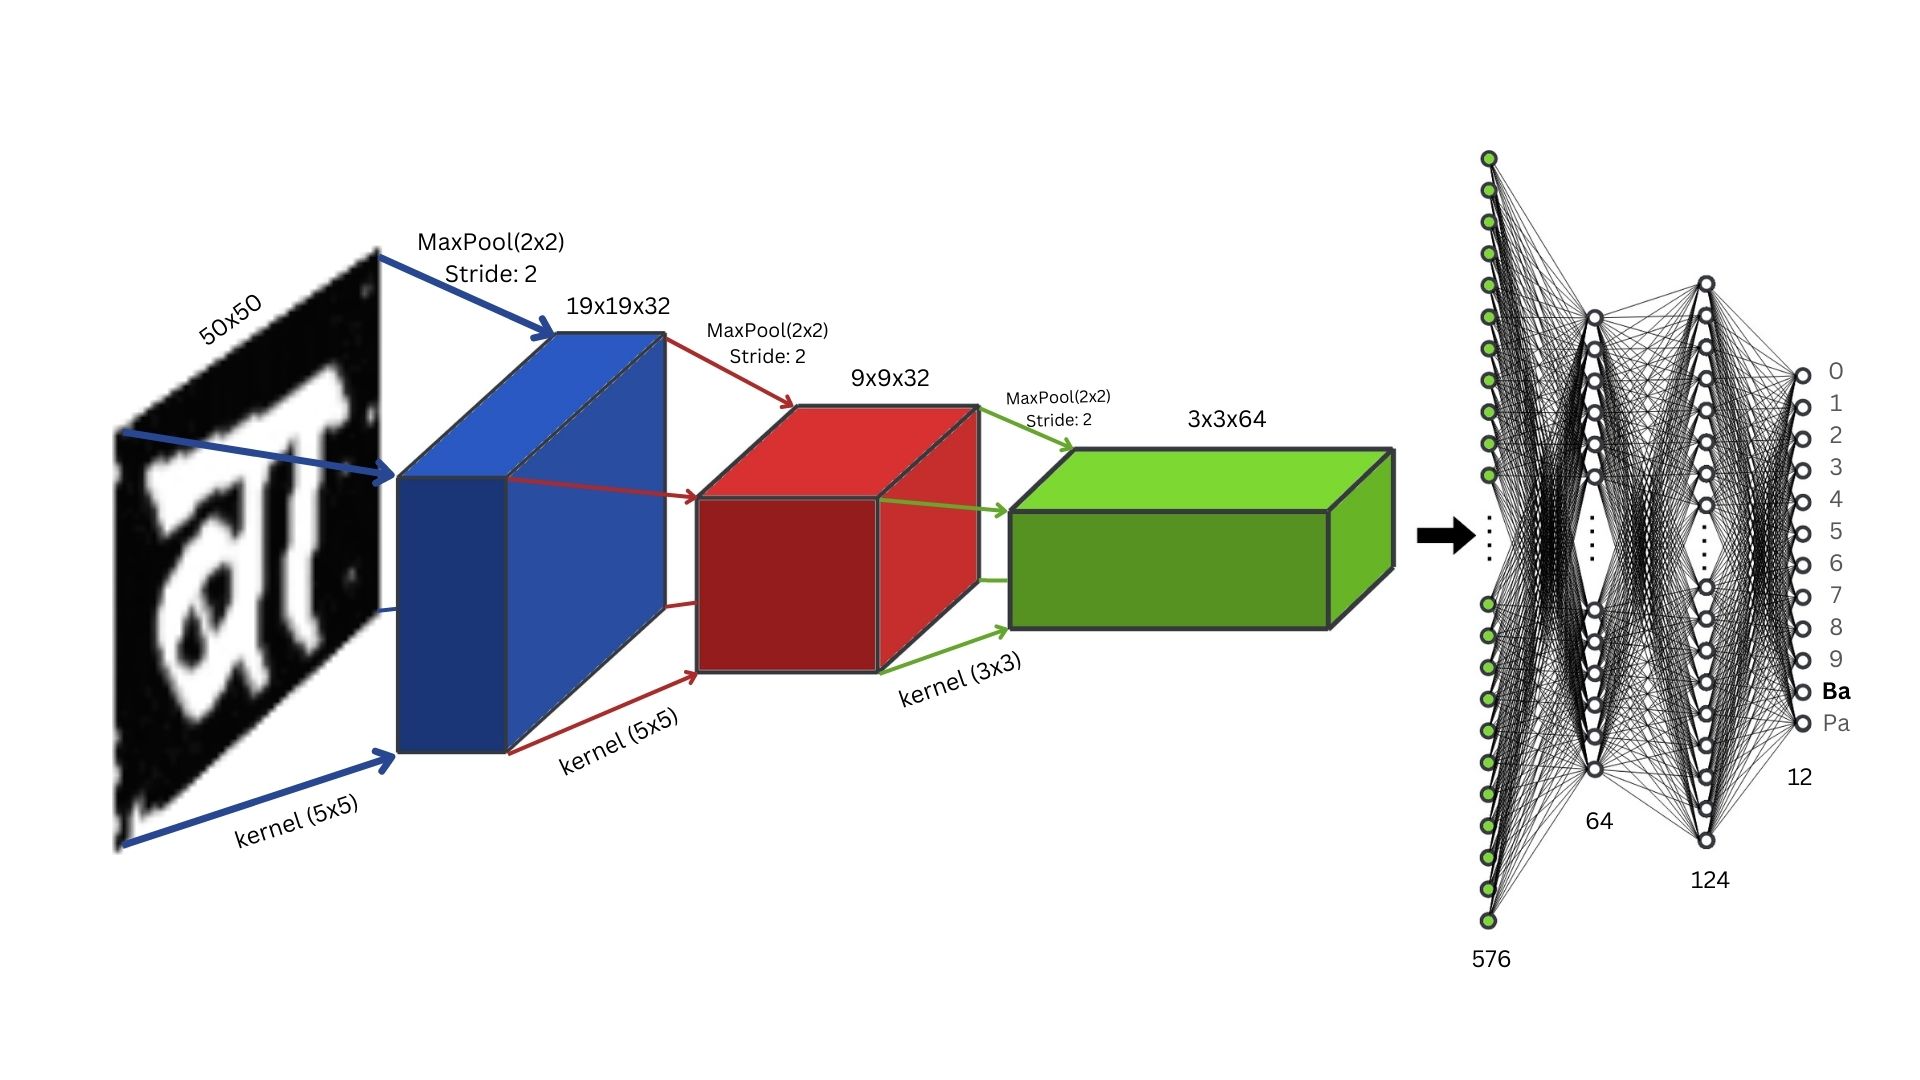 50x50
बा
MaxPool(2x2)
Stride: 2
kernel (5x5)
19x19x32
MaxPool(2x2)
Stride: 2
kernel (5x5)
9x9x32
MaxPool(2x2)
Stride: 2
kernel (3x3)
3x3x64
576
64
124
0
1
2
3
4
5
6
7
8
9
Ba
Pa
12